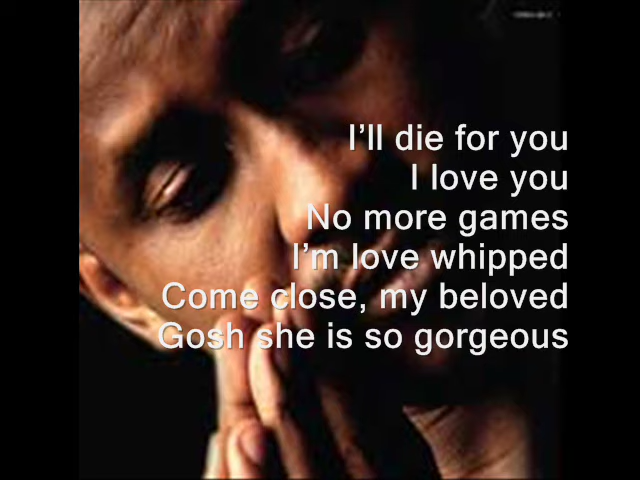 I’ll die for you
I love you
No more games
I’m love whipped
Come close, my beloved
Gosh she is so gorgeous